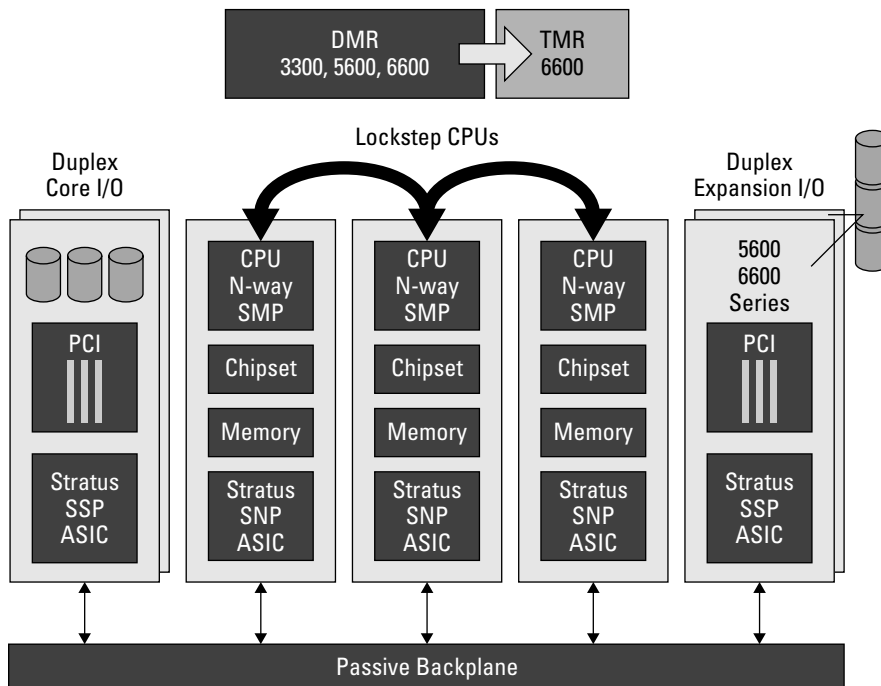 DMR
3300, 5600, 6600
TMR
6600
Lockstep CPUs
Duplex
Core I/O
Duplex
Expansion I/O
PCI
Stratus
SSP
ASIC
CPU
N-way
SMP
Chipset
Memory
Stratus
SNP
ASIC
CPU
N-way
SMP
Chipset
Memory
Stratus
SNP
ASIC
CPU
N-way
SMP
Chipset
Memory
Stratus
SNP
ASIC
5600
6600
Series
PCI
Stratus
SSP
ASIC
Passive Backplane